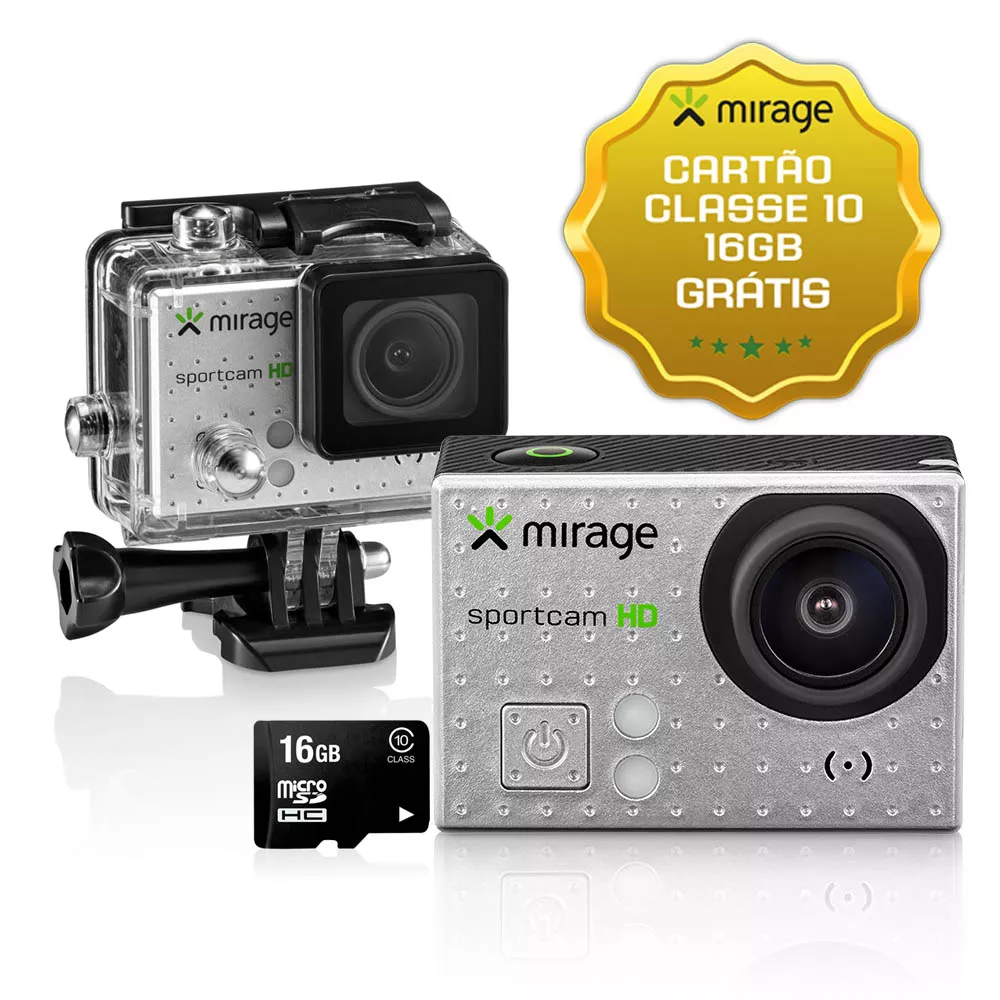 mirage
CARTÃO
CLASSE 10
16GB
GRÁTIS
mirage
sportcam HD
mirage
sportcam HD
16GB
10
CLASS
micro
SD
HC